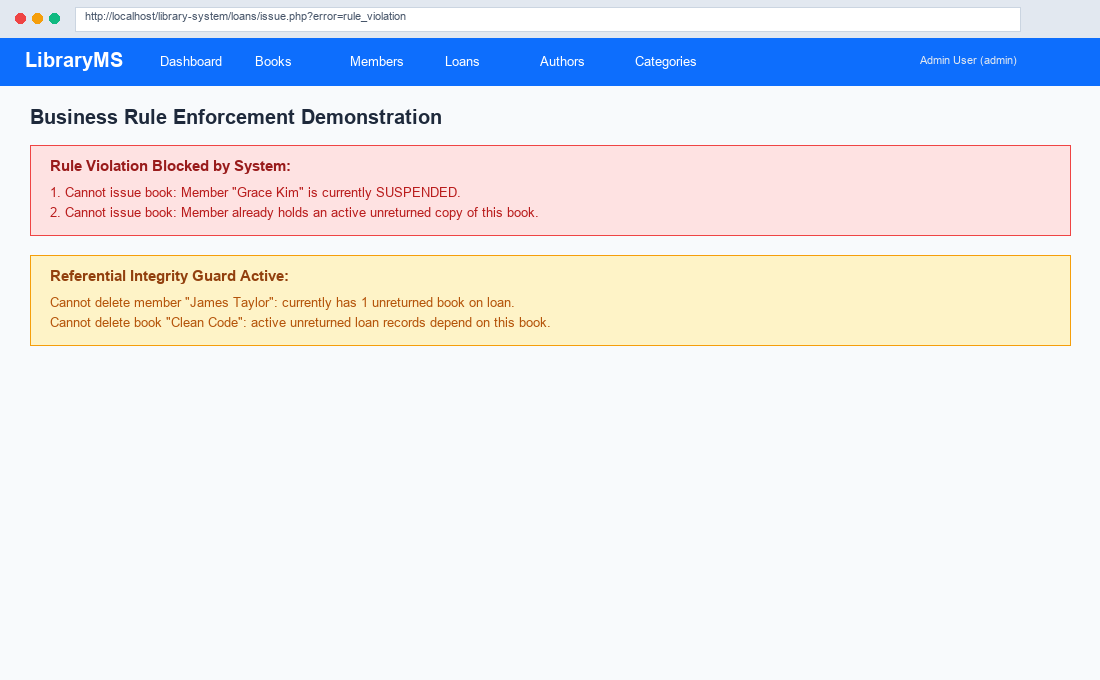 http://localhost/library-system/loans/issue.php?error=rule_violation
LibraryMS Dashboard Books Members Loans Authors Categories Admin User (admin)
Business Rule Enforcement Demonstration
Rule Violation Blocked by System:
1. Cannot issue book: Member "Grace Kim" is currently SUSPENDED.
2. Cannot issue book: Member already holds an active unreturned copy of this book.
Referential Integrity Guard Active:
Cannot delete member "James Taylor": currently has 1 unreturned book on loan.
Cannot delete book "Clean Code": active unreturned loan records depend on this book.